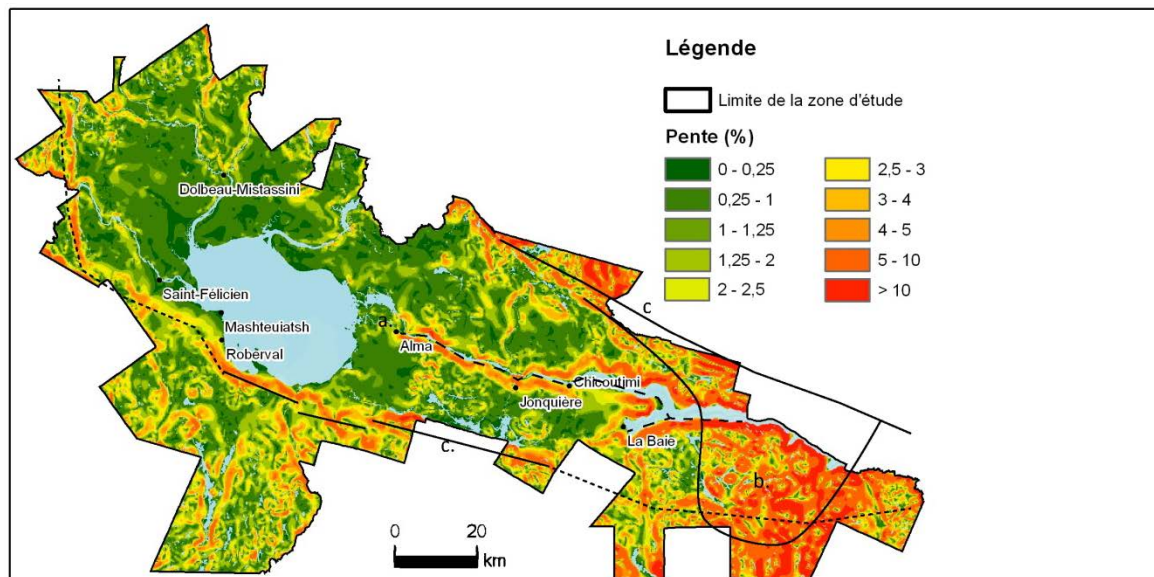 Légende
Limite de la zone d'étude
Pente (%)
0 - 0,25
0,25 - 1
1 - 1,25
1,25 - 2
2 - 2,5
2,5 - 3
3 - 4
4 - 5
5 - 10
> 10
Dolbeau-Mistassini
Saint-Félicien
Mashteuiatsh
Roberval
a.
Alma
Chicoutimi
Jonquière
La Baie
c
c.
b.
0 20
km